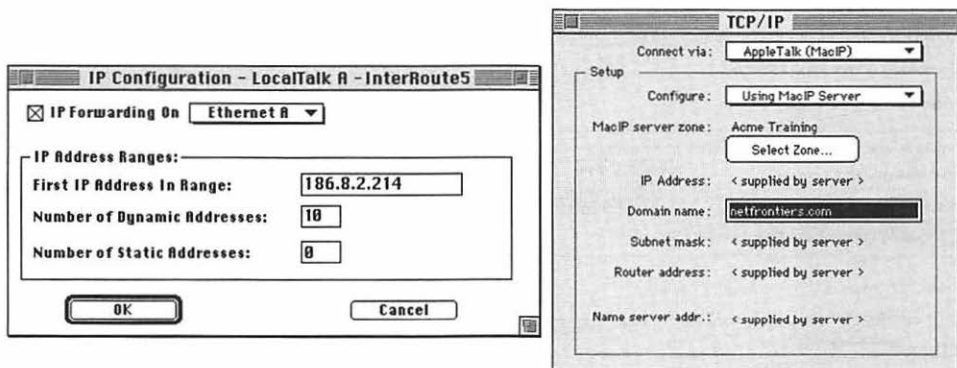 IP Configuration - LocalTalk A - InterRoute5
IP Forwarding On Ethernet A
IP Address Ranges:
First IP Address In Range: 186.8.2.214
Number of Dynamic Addresses: 10
Number of Static Addresses: 0
OK Cancel
TCP/IP
Connect via: AppleTalk (MacIP)
Setup
Configure: Using MacIP Server
MacIP server zone: Acme Training
Select Zone...
IP Address: < supplied by server >
Domain name: netfrontiers.com
Subnet mask: < supplied by server >
Router address: < supplied by server >
Name server addr.: < supplied by server >